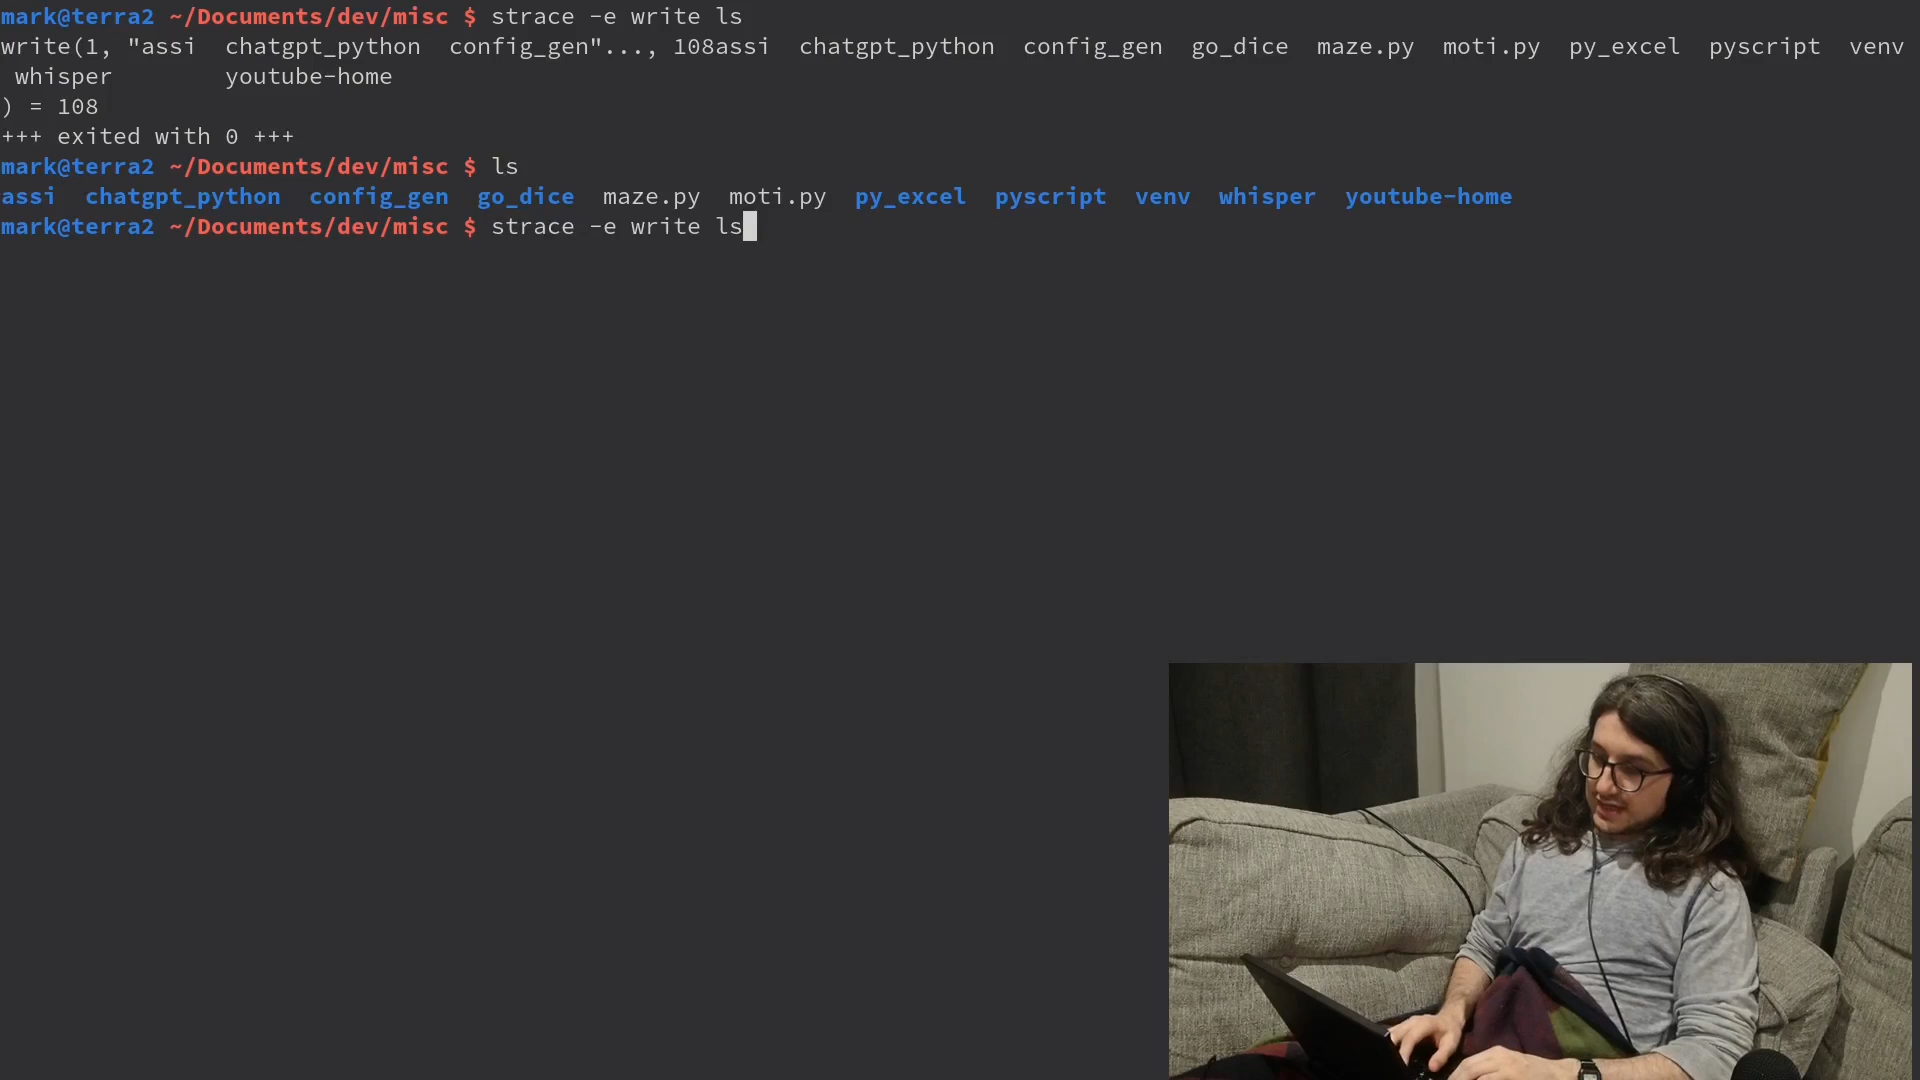 mark@terra2 ~/Documents/dev/misc $ strace -e write ls
write(1, "assi  chatgpt_python  config_gen"..., 108assi  chatgpt_python  config_gen  go_dice  maze.py  moti.py  py_excel  pyscript  venv
 whisper        youtube-home
) = 108
+++ exited with 0 +++
mark@terra2 ~/Documents/dev/misc $ ls
assi  chatgpt_python  config_gen  go_dice  maze.py  moti.py  py_excel  pyscript  venv  whisper  youtube-home
mark@terra2 ~/Documents/dev/misc $ strace -e write ls